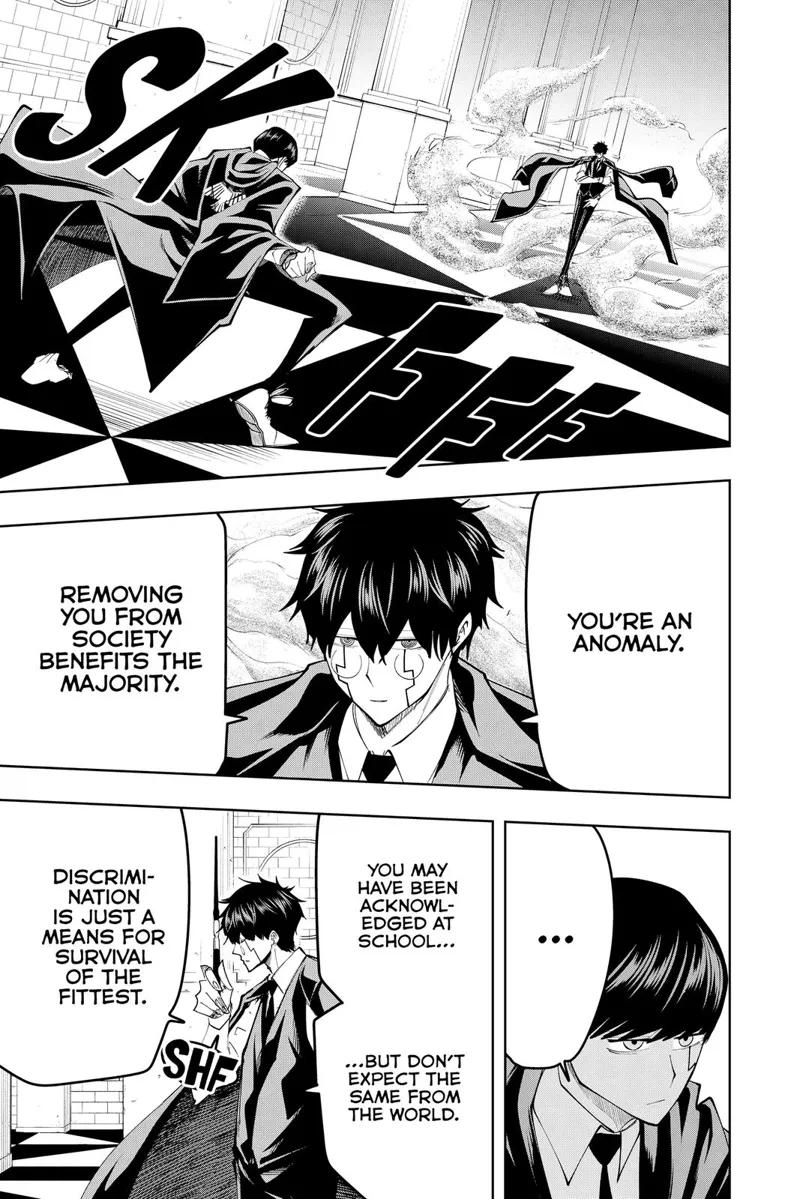 SK
FFF
YOU'RE AN
ANOMALY.
REMOVING
YOU FROM
SOCIETY
BENEFITS THE
MAJORITY.
...
YOU MAY
HAVE BEEN
ACKNOWL-
EDGED AT
SCHOOL...
...BUT DON'T
EXPECT THE
SAME FROM
THE WORLD.
DISCRIMI-
NATION
IS JUST A
MEANS FOR
SURVIVAL
OF THE
FITTEST.
SHF